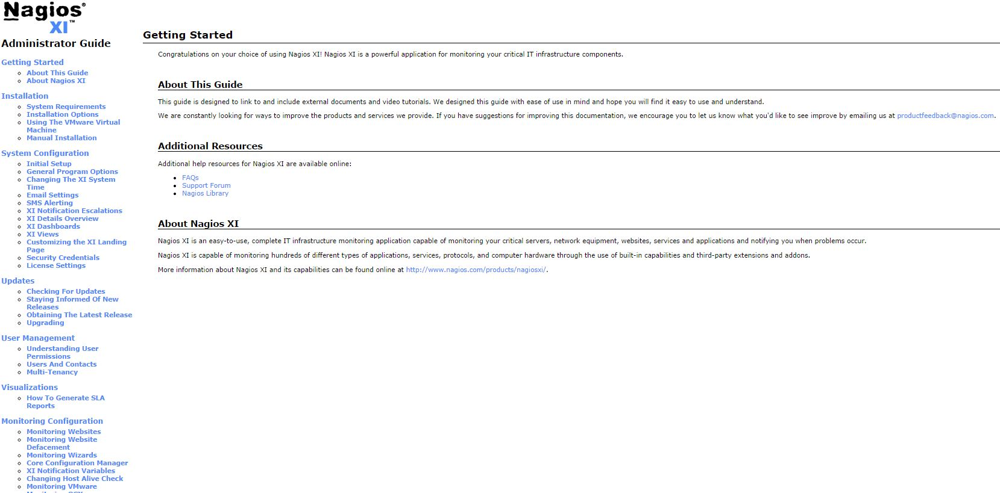 Nagios®
XI™
Administrator Guide
Getting Started
About This Guide
About Nagios XI
Installation
System Requirements
Installation Options
Using The VMware Virtual
Machine
Manual Installation
System Configuration
Initial Setup
General Program Options
Changing The XI System
Time
Email Settings
SMS Alerting
XI Notification Escalations
XI Details Overview
XI Dashboards
XI Views
Customizing the XI Landing
Page
Security Credentials
License Settings
Updates
Checking For Updates
Staying Informed Of New
Releases
Obtaining The Latest Release
Upgrading
User Management
Understanding User
Permissions
Users And Contacts
Multi-Tenancy
Visualizations
How To Generate SLA
Reports
Monitoring Configuration
Monitoring Websites
Monitoring Website
Defacement
Monitoring Wizards
Core Configuration Manager
XI Notification Variables
Changing Host Alive Check
Monitoring VMware
Getting Started
Congratulations on your choice of using Nagios XI! Nagios XI is a powerful application for monitoring your critical IT infrastructure components.
About This Guide
This guide is designed to link to and include external documents and video tutorials. We designed this guide with ease of use in mind and hope you will find it easy to use and understand.
We are constantly looking for ways to improve the products and services we provide. If you have suggestions for improving this documentation, we encourage you to let us know what you'd like to see improve by emailing us at productfeedback@nagios.com.
Additional Resources
Additional help resources for Nagios XI are available online:
FAQs
Support Forum
Nagios Library
About Nagios XI
Nagios XI is an easy-to-use, complete IT infrastructure monitoring application capable of monitoring your critical servers, network equipment, websites, services and applications and notifying you when problems occur.
Nagios XI is capable of monitoring hundreds of different types of applications, services, protocols, and computer hardware through the use of built-in capabilities and third-party extensions and addons.
More information about Nagios XI and its capabilities can be found online at http://www.nagios.com/products/nagiosxi/.